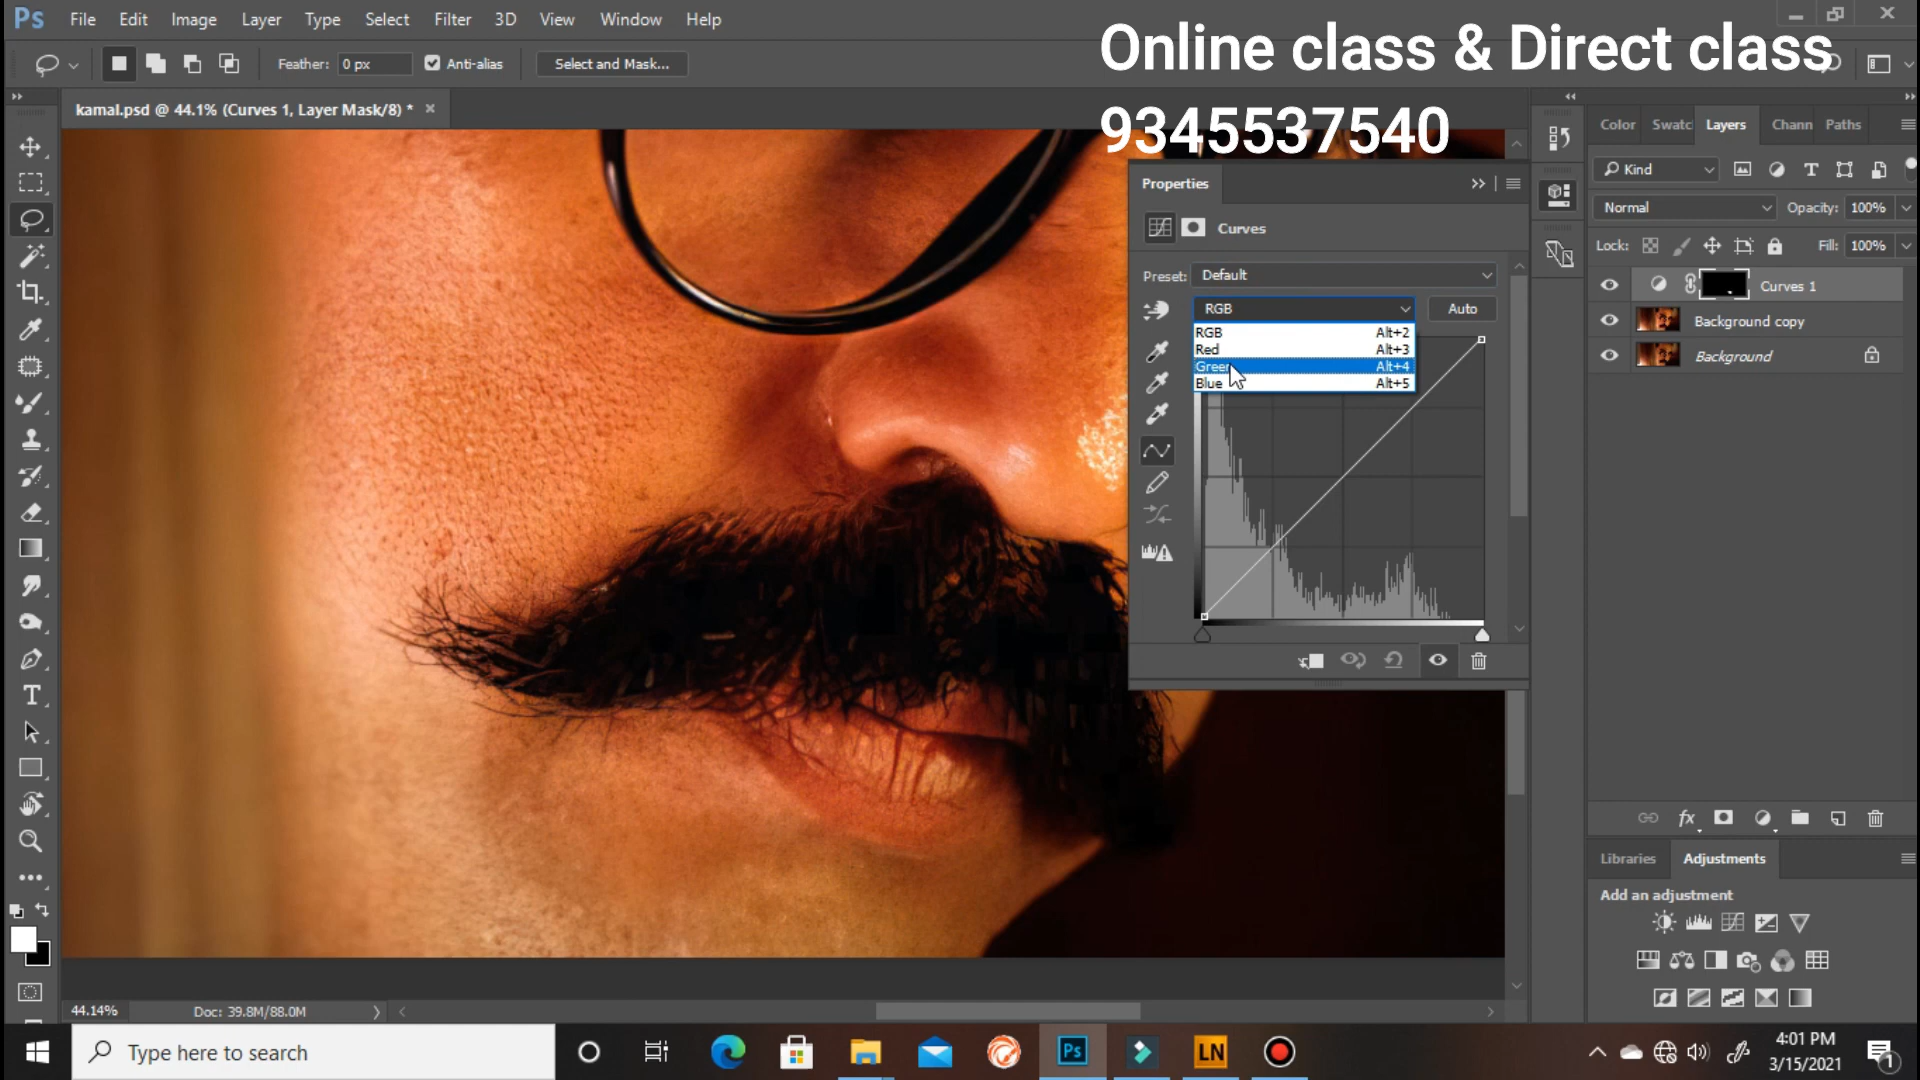 Ps File Edit Image Layer Type Select Filter 3D View Window Help
Online class & Direct class
9345537540
Feather: 0 px Anti-alias Select and Mask...
kamal.psd @ 44.1% (Curves 1, Layer Mask/8) * ×
Properties
Curves
Preset: Default
RGB Auto
RGB Alt+2
Red Alt+3
Green Alt+4
Blue Alt+5
Color Swatc Layers Chann Paths
Kind
Normal Opacity: 100%
Lock: Fill: 100%
Curves 1
Background copy
Background
fx
Libraries Adjustments
Add an adjustment
44.14% Doc: 39.8M/88.0M
Type here to search
Ps
LN
4:01 PM
3/15/2021
1